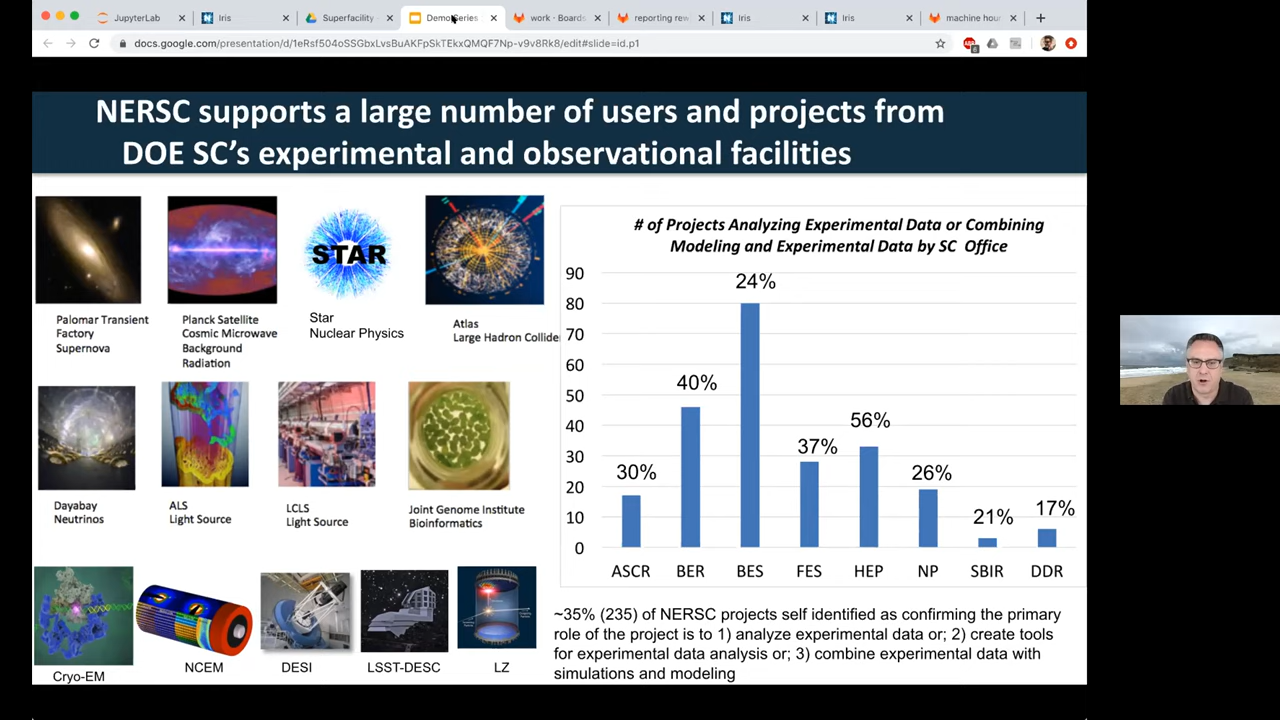 JupyterLab
Iris
Superfacility -
Demo Series
work · Boards
reporting rew
Iris
Iris
machine hour
docs.google.com/presentation/d/1eRsf504oSSGbxLvsBuAKFpSkTEkxQMQF7Np-v9v8Rk8/edit#slide=id.p1
NERSC supports a large number of users and projects from
DOE SC’s experimental and observational facilities
STAR
Palomar Transient
Factory
Supernova
Planck Satellite
Cosmic Microwave
Background
Radiation
Star
Nuclear Physics
Atlas
Large Hadron Collider
Dayabay
Neutrinos
ALS
Light Source
LCLS
Light Source
Joint Genome Institute
Bioinformatics
Cryo-EM
NCEM
DESI
LSST-DESC
LZ
# of Projects Analyzing Experimental Data or Combining
Modeling and Experimental Data by SC Office
90
80
70
60
50
40
30
20
10
0
30%
40%
24%
37%
56%
26%
21%
17%
ASCR BER BES FES HEP NP SBIR DDR
~35% (235) of NERSC projects self identified as confirming the primary
role of the project is to 1) analyze experimental data or; 2) create tools
for experimental data analysis or; 3) combine experimental data with
simulations and modeling